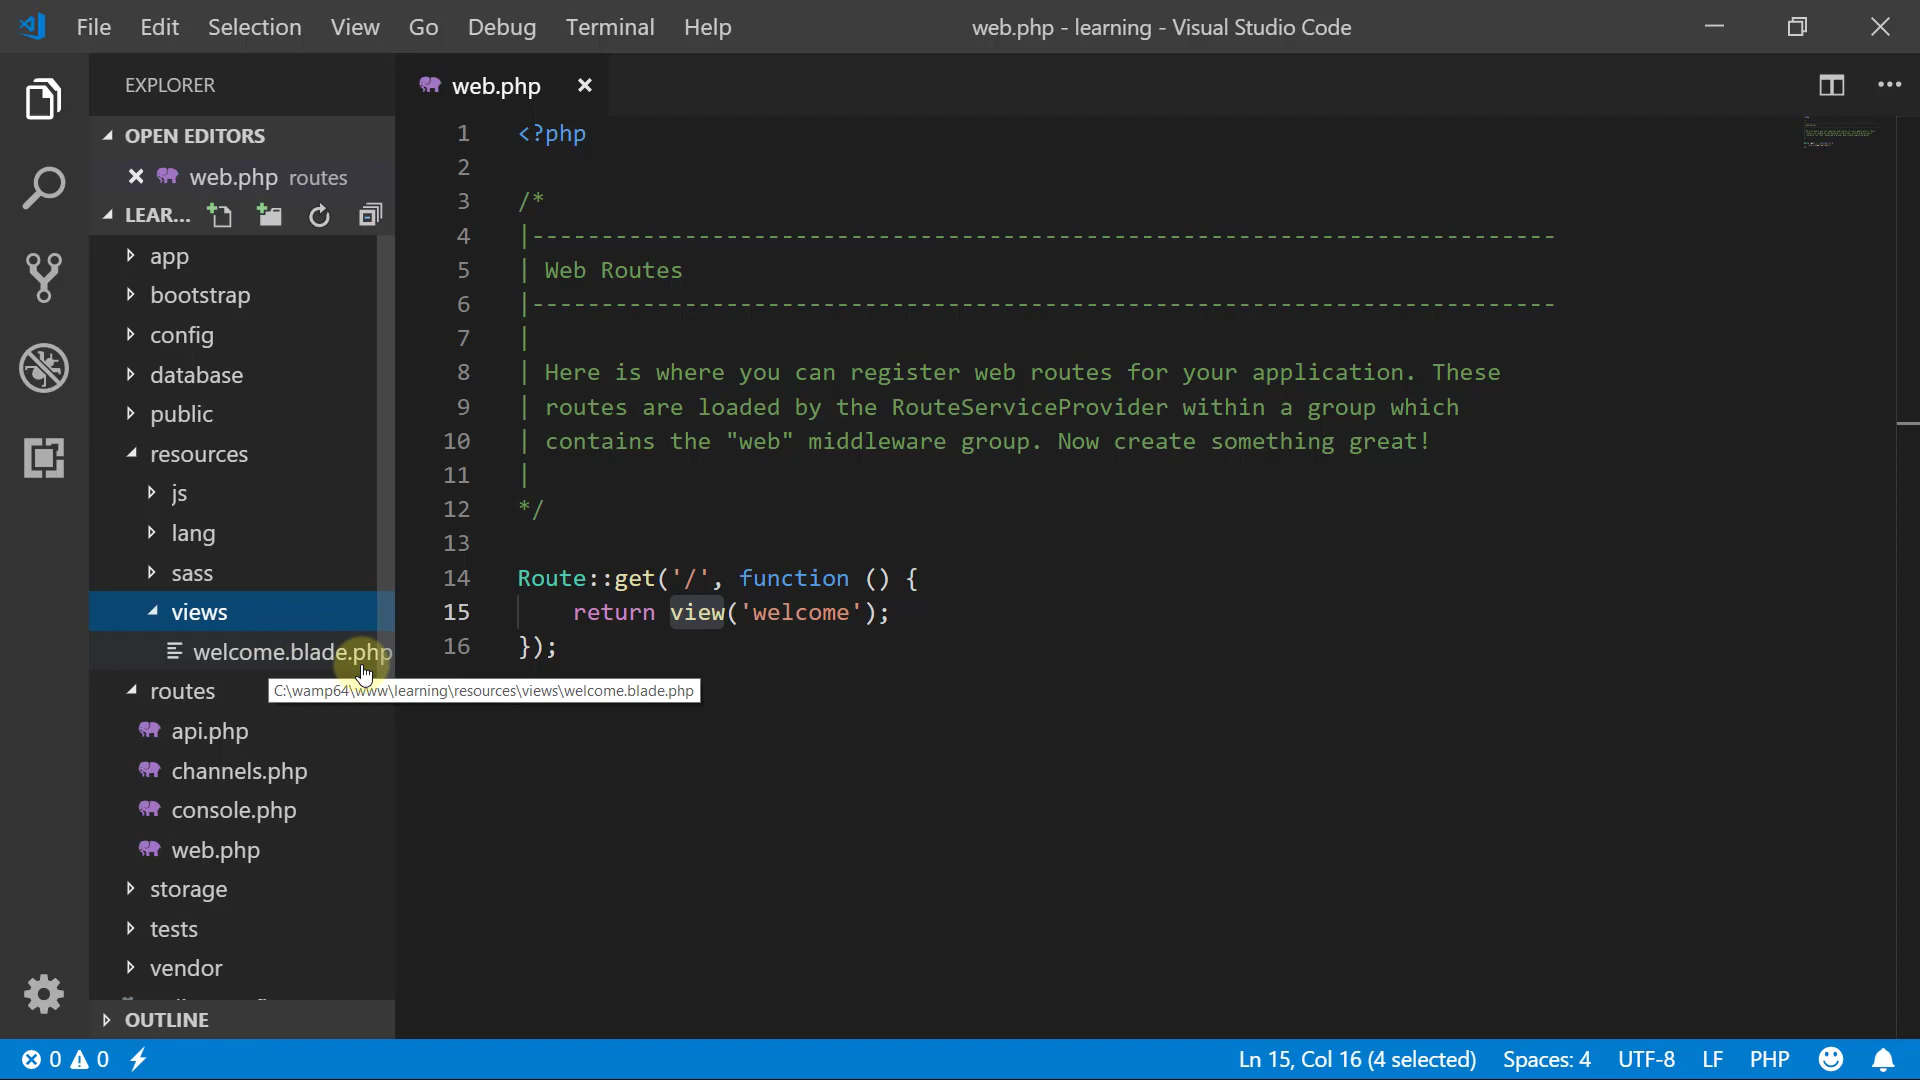 File Edit Selection View Go Debug Terminal Help
web.php - learning - Visual Studio Code
EXPLORER
OPEN EDITORS
web.php routes
LEAR...
app
bootstrap
config
database
public
resources
js
lang
sass
views
welcome.blade.php
C:\wamp64\www\learning\resources\views\welcome.blade.php
routes
api.php
channels.php
console.php
web.php
storage
tests
vendor
OUTLINE
web.php
1 <?php
2
3 /*
4 |--------------------------------------------------------------------------
5 | Web Routes
6 |--------------------------------------------------------------------------
7 |
8 | Here is where you can register web routes for your application. These
9 | routes are loaded by the RouteServiceProvider within a group which
10 | contains the "web" middleware group. Now create something great!
11 |
12 */
13
14 Route::get('/', function () {
15     return view('welcome');
16 });
0 0
Ln 15, Col 16 (4 selected) Spaces: 4 UTF-8 LF PHP